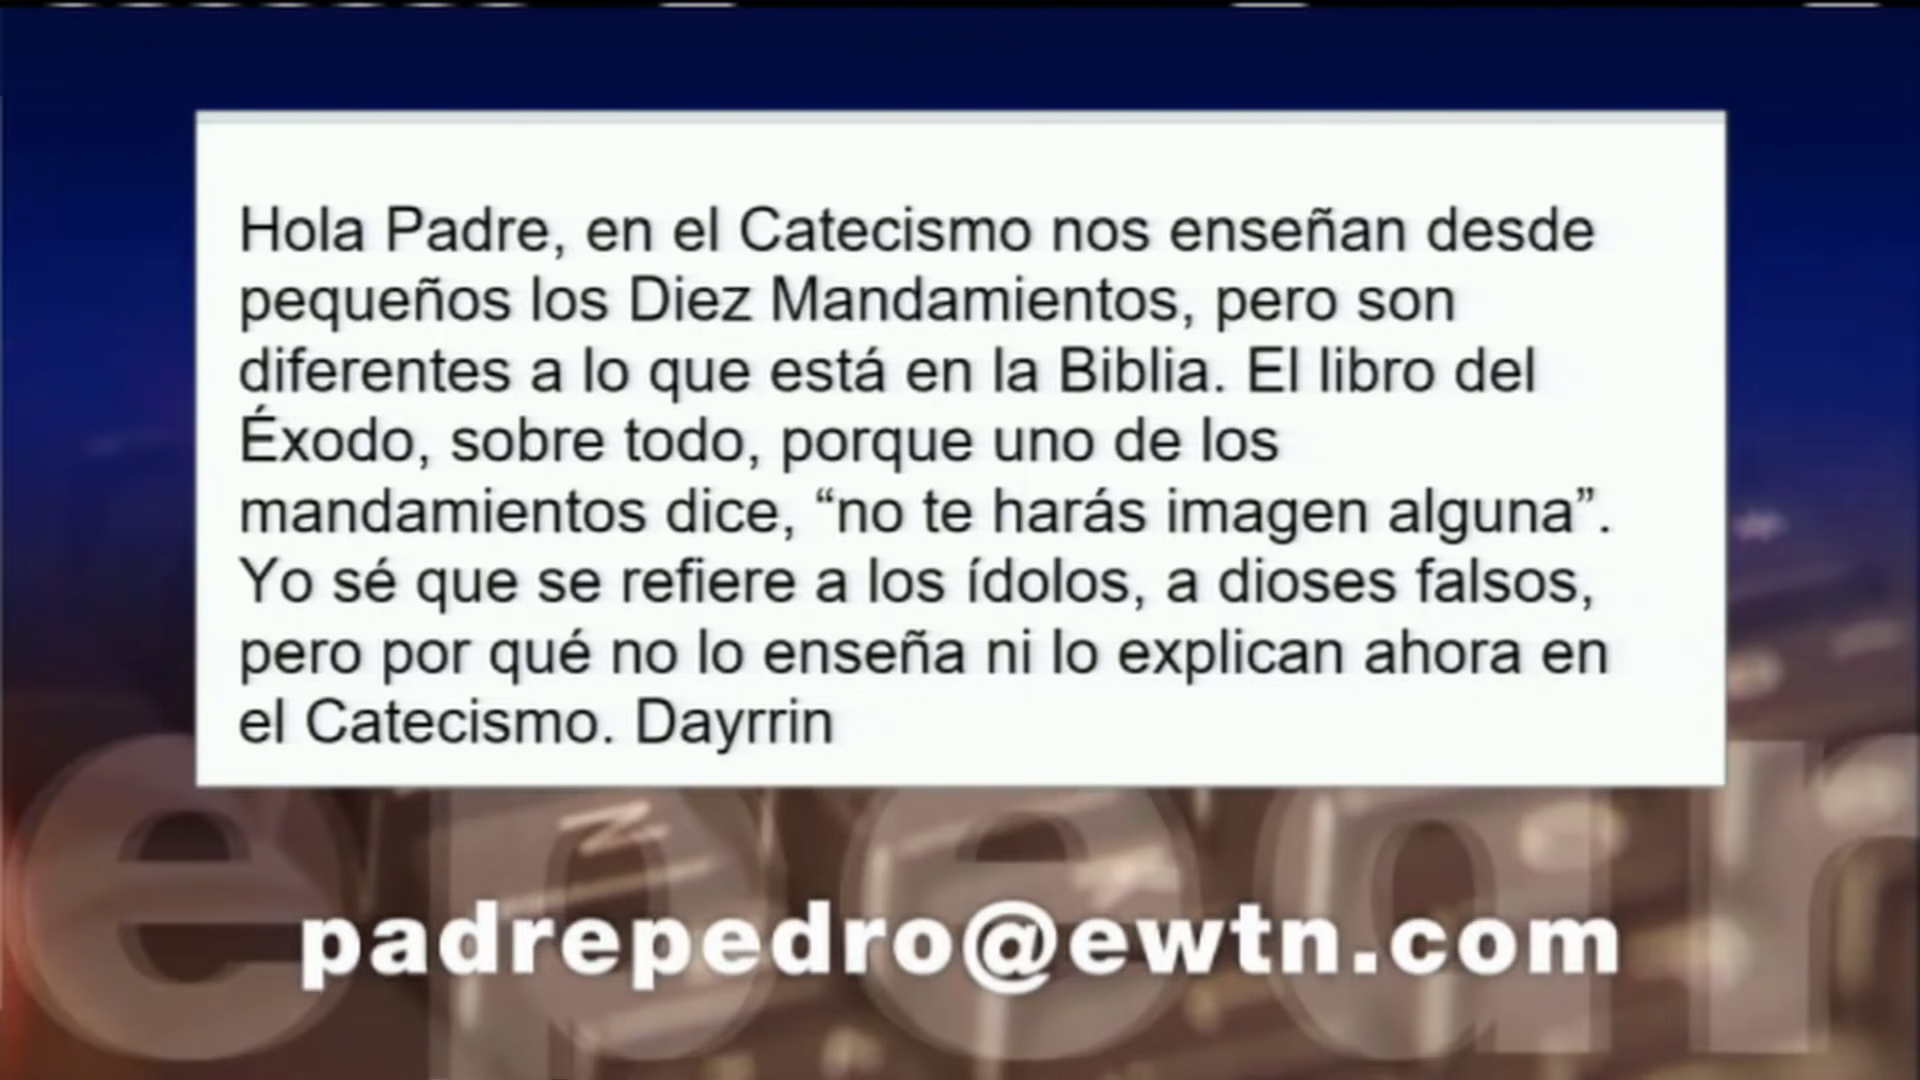 Hola Padre, en el Catecismo nos enseñan desde
pequeños los Diez Mandamientos, pero son
diferentes a lo que está en la Biblia. El libro del
Éxodo, sobre todo, porque uno de los
mandamientos dice, “no te harás imagen alguna”.
Yo sé que se refiere a los ídolos, a dioses falsos,
pero por qué no lo enseña ni lo explican ahora en
el Catecismo. Dayrrin
epedr
padrepedro@ewtn.com